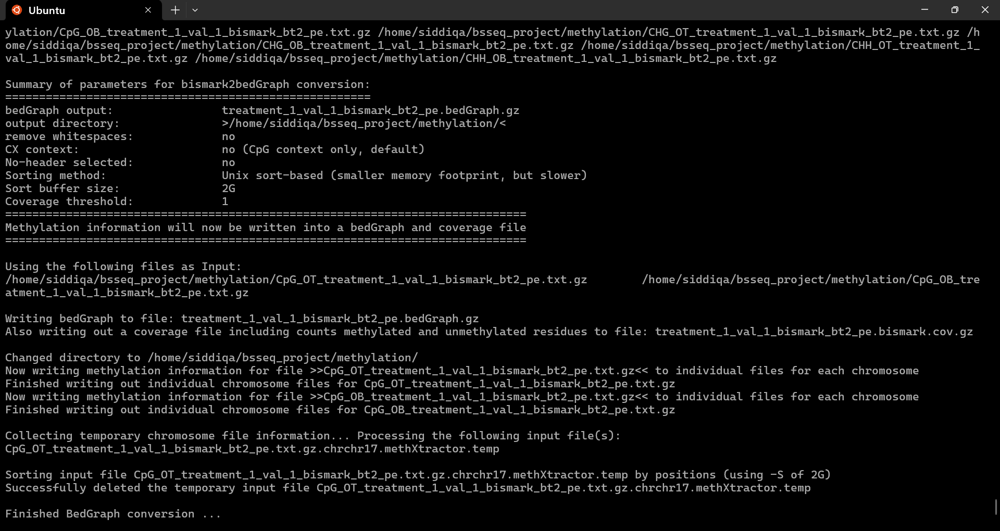 Ubuntu
ylation/CpG_OB_treatment_1_val_1_bismark_bt2_pe.txt.gz /home/siddiqa/bsseq_project/methylation/CHG_OT_treatment_1_val_1_bismark_bt2_pe.txt.gz /h
ome/siddiqa/bsseq_project/methylation/CHG_OB_treatment_1_val_1_bismark_bt2_pe.txt.gz /home/siddiqa/bsseq_project/methylation/CHH_OT_treatment_1_
val_1_bismark_bt2_pe.txt.gz /home/siddiqa/bsseq_project/methylation/CHH_OB_treatment_1_val_1_bismark_bt2_pe.txt.gz
Summary of parameters for bismark2bedGraph conversion:
======================================================
bedGraph output:                treatment_1_val_1_bismark_bt2_pe.bedGraph.gz
output directory:               >/home/siddiqa/bsseq_project/methylation/<
remove whitespaces:             no
CX context:                     no (CpG context only, default)
No-header selected:             no
Sorting method:                 Unix sort-based (smaller memory footprint, but slower)
Sort buffer size:               2G
Coverage threshold:             1
=============================================================================
Methylation information will now be written into a bedGraph and coverage file
=============================================================================
Using the following files as Input:
/home/siddiqa/bsseq_project/methylation/CpG_OT_treatment_1_val_1_bismark_bt2_pe.txt.gz        /home/siddiqa/bsseq_project/methylation/CpG_OB_tre
atment_1_val_1_bismark_bt2_pe.txt.gz
Writing bedGraph to file: treatment_1_val_1_bismark_bt2_pe.bedGraph.gz
Also writing out a coverage file including counts methylated and unmethylated residues to file: treatment_1_val_1_bismark_bt2_pe.bismark.cov.gz
Changed directory to /home/siddiqa/bsseq_project/methylation/
Now writing methylation information for file >>CpG_OT_treatment_1_val_1_bismark_bt2_pe.txt.gz<< to individual files for each chromosome
Finished writing out individual chromosome files for CpG_OT_treatment_1_val_1_bismark_bt2_pe.txt.gz
Now writing methylation information for file >>CpG_OB_treatment_1_val_1_bismark_bt2_pe.txt.gz<< to individual files for each chromosome
Finished writing out individual chromosome files for CpG_OB_treatment_1_val_1_bismark_bt2_pe.txt.gz
Collecting temporary chromosome file information... Processing the following input file(s):
CpG_OT_treatment_1_val_1_bismark_bt2_pe.txt.gz.chrchr17.methXtractor.temp
Sorting input file CpG_OT_treatment_1_val_1_bismark_bt2_pe.txt.gz.chrchr17.methXtractor.temp by positions (using -S of 2G)
Successfully deleted the temporary input file CpG_OT_treatment_1_val_1_bismark_bt2_pe.txt.gz.chrchr17.methXtractor.temp
Finished BedGraph conversion ...